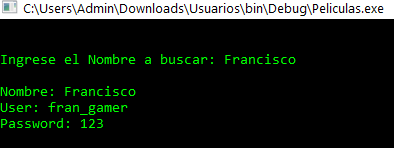 C:\Users\Admin\Downloads\Usuarios\bin\Debug\Peliculas.exe
Ingrese el Nombre a buscar: Francisco
Nombre: Francisco
User: fran_gamer
Password: 123